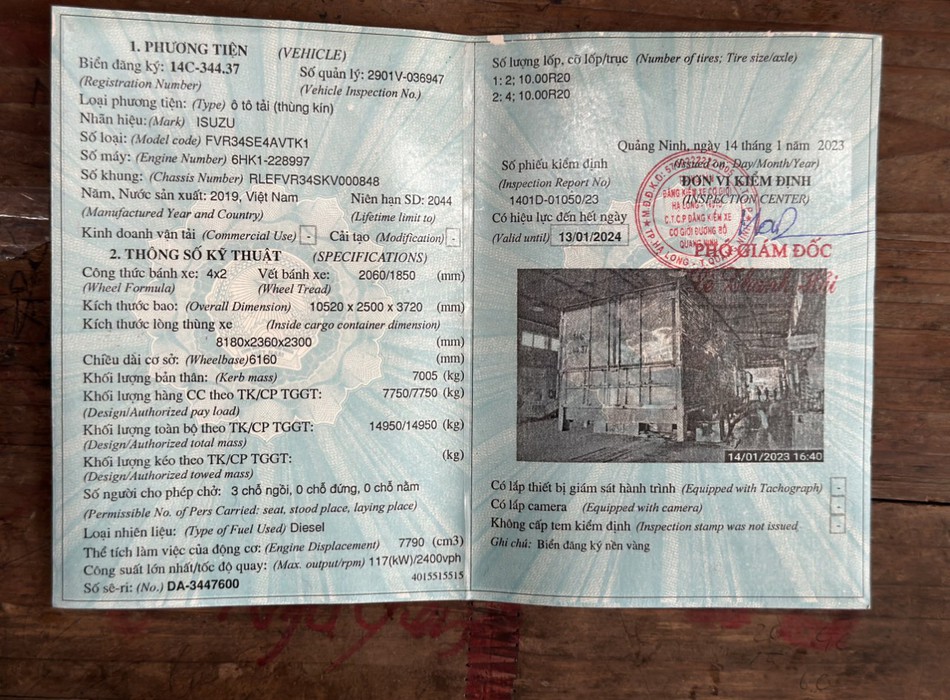 1. PHƯƠNG TIỆN (VEHICLE)
Biển đăng ký: 14C-344.37 Số quản lý: 2901V-036947
(Registration Number) (Vehicle Inspection No.)
Loại phương tiện: (Type) ô tô tải (thùng kín)
Nhãn hiệu: (Mark) ISUZU
Số loại: (Model code) FVR34SE4AVTK1
Số máy: (Engine Number) 6HK1-228997
Số khung: (Chassis Number) RLEFVR34SKV000848
Năm, Nước sản xuất: 2019, Việt Nam Niên hạn SD: 2044
(Manufactured Year and Country) (Lifetime limit to)
Kinh doanh vận tải (Commercial Use) - Cải tạo (Modification) -
2. THÔNG SỐ KỸ THUẬT (SPECIFICATIONS)
Công thức bánh xe: 4x2 Vết bánh xe: 2060/1850 (mm)
(Wheel Formula) (Wheel Tread)
Kích thước bao: (Overall Dimension) 10520 x 2500 x 3720 (mm)
Kích thước lòng thùng xe (Inside cargo container dimension)
8180x2360x2300 (mm)
Chiều dài cơ sở: (Wheelbase) 6160 (mm)
Khối lượng bản thân: (Kerb mass) 7005 (kg)
Khối lượng hàng CC theo TK/CP TGGT: 7750/7750 (kg)
(Design/Authorized pay load)
Khối lượng toàn bộ theo TK/CP TGGT: 14950/14950 (kg)
(Design/Authorized total mass)
Khối lượng kéo theo TK/CP TGGT: (kg)
(Design/Authorized towed mass)
Số người cho phép chở: 3 chỗ ngồi, 0 chỗ đứng, 0 chỗ nằm
(Permissible No. of Pers Carried: seat, stood place, laying place)
Loại nhiên liệu: (Type of Fuel Used) Diesel
Thể tích làm việc của động cơ: (Engine Displacement) 7790 (cm3)
Công suất lớn nhất/tốc độ quay: (Max. output/rpm) 117(kW)/2400vph
4015515515
Số sê-ri: (No.) DA-3447600
Số lượng lốp, cỡ lốp/trục (Number of tires; Tire size/axle)
1: 2; 10.00R20
2: 4; 10.00R20
Quảng Ninh, ngày 14 tháng 1 năm 2023
Số phiếu kiểm định (Issued on, Day/Month/Year)
(Inspection Report No) ĐƠN VỊ KIỂM ĐỊNH
1401D-01050/23 (INSPECTION CENTER)
Có hiệu lực đến hết ngày
(Valid until) 13/01/2024
ĐĂNG KIỂM XE CƠ GIỚI
C.T.C.P ĐĂNG KIỂM XE
CƠ GIỚI ĐƯỜNG BỘ
QUẢNG NINH
TP HẠ LONG
PHÓ GIÁM ĐỐC
14/01/2023 16:40
Có lắp thiết bị giám sát hành trình (Equipped with Tachograph) -
Có lắp camera (Equipped with camera) -
Không cấp tem kiểm định (Inspection stamp was not issued -
Ghi chú: Biển đăng ký nền vàng